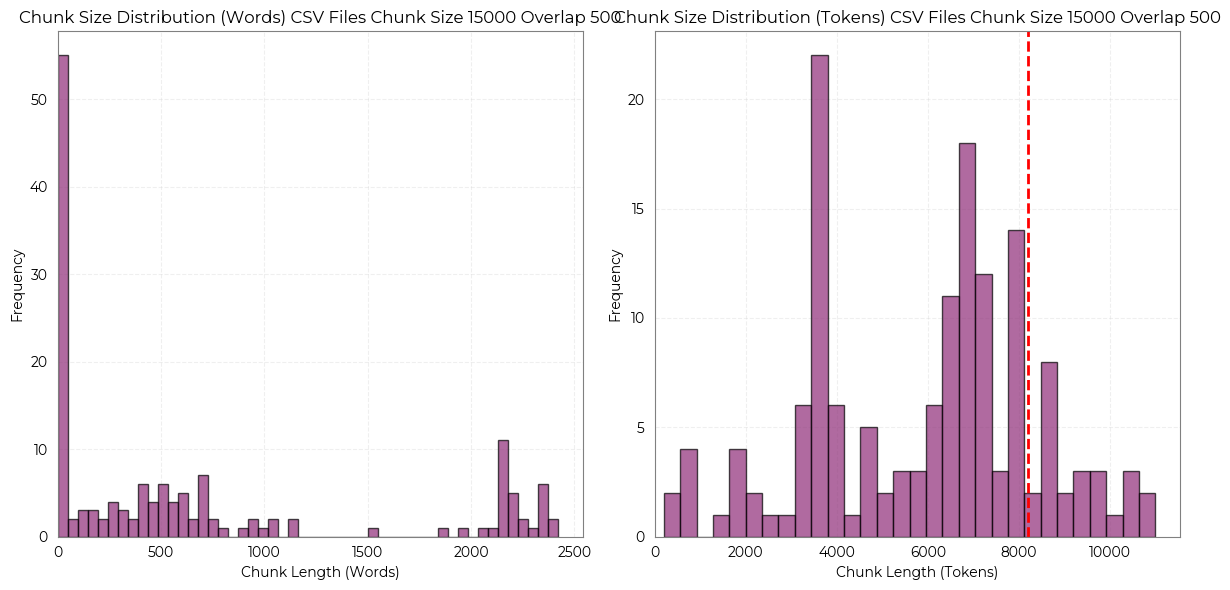 Chunk Size Distribution (Words) CSV Files Chunk Size 15000 Overlap 500
Frequency
50
40
30
20
10
0
0 500 1000 1500 2000 2500
Chunk Length (Words)
Chunk Size Distribution (Tokens) CSV Files Chunk Size 15000 Overlap 500
Frequency
20
15
10
5
0
0 2000 4000 6000 8000 10000
Chunk Length (Tokens)